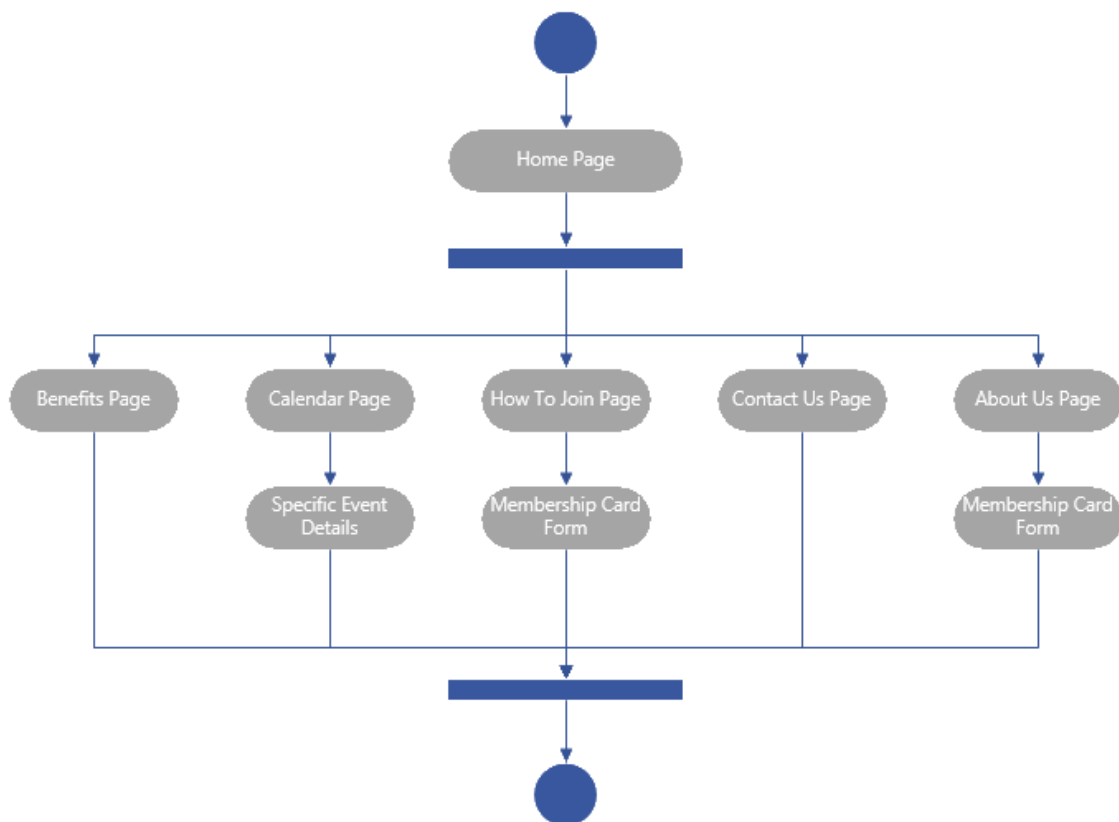 Home Page
Benefits Page
Calendar Page
How To Join Page
Contact Us Page
About Us Page
Specific Event
Details
Membership Card
Form
Membership Card
Form